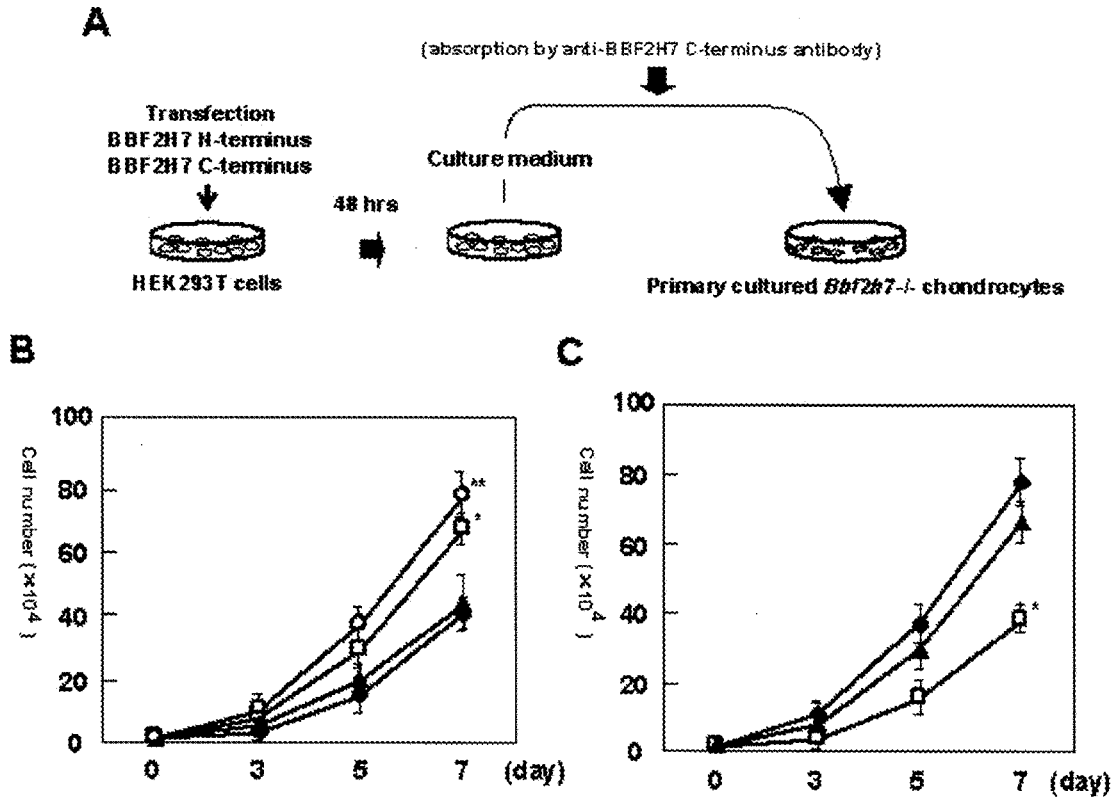 A
(absorption by anti-BBF2H7 C-terminus antibody)
Transfection
BBF2H7 N-terminus
BBF2H7 C-terminus
Culture medium
48 hrs
HEK293T cells
Primary cultured Bbf2h7-/- chondrocytes
B
Cell number (×10⁴)
100
80
60
40
20
0
**
*
0 3 5 7 (day)
C
Cell number (×10⁴)
100
80
60
40
20
0
*
0 3 5 7 (day)